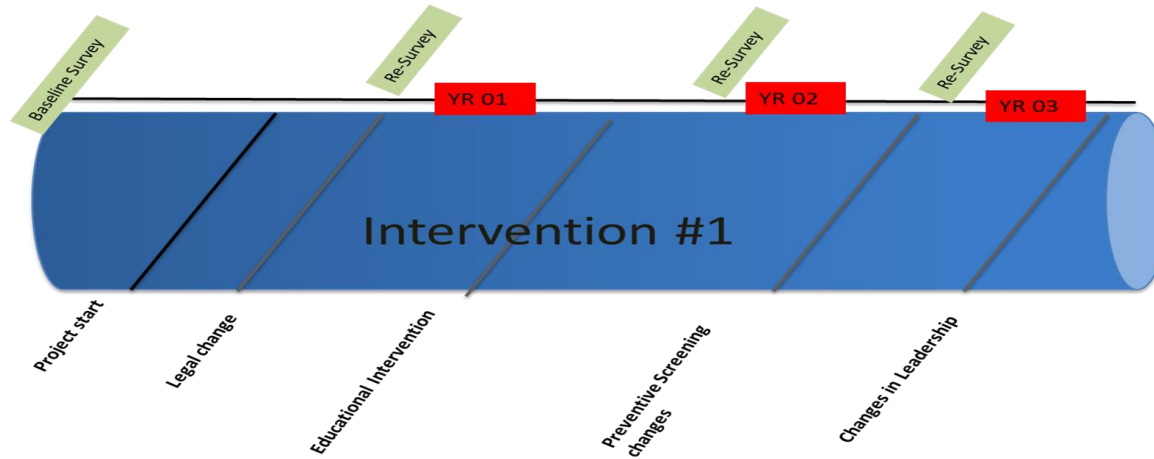 Baseline Survey
Re-Survey
Re-Survey
Re-Survey
YR 01
YR 02
YR 03
Intervention #1
Project start
Legal change
Educational Intervention
Preventive Screening
changes
Changes in Leadership